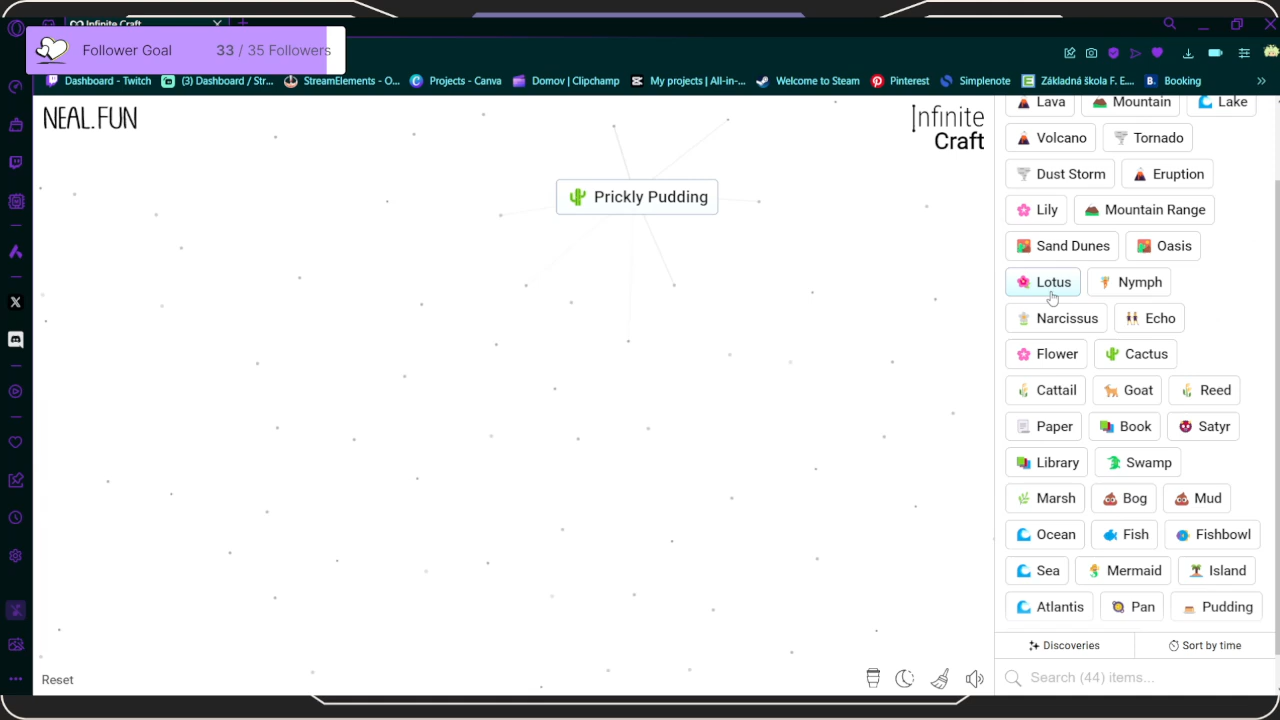 Infinite Craft
Follower Goal 33 / 35 Followers
Dashboard - Twitch (3) Dashboard / Str... StreamElements - O... Projects - Canva Domov | Clipchamp My projects | All-in-... Welcome to Steam Pinterest Simplenote Základná škola F. E... Booking
NEAL.FUN
Infinite
Craft
Prickly Pudding
Lava Mountain Lake
Volcano Tornado
Dust Storm Eruption
Lily Mountain Range
Sand Dunes Oasis
Lotus Nymph
Narcissus Echo
Flower Cactus
Cattail Goat Reed
Paper Book Satyr
Library Swamp
Marsh Bog Mud
Ocean Fish Fishbowl
Sea Mermaid Island
Atlantis Pan Pudding
Discoveries Sort by time
Reset
Search (44) items...